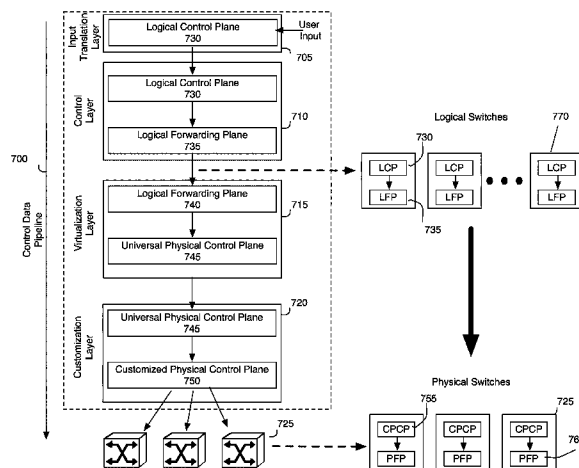 Input
Translation
Layer
Logical Control Plane
730
User
Input
705
Control
Layer
Logical Control Plane
730
Logical Forwarding Plane
735
710
700
Control Data
Pipeline
Virtualization
Layer
Logical Forwarding Plane
740
Universal Physical Control Plane
745
715
Customization
Layer
Universal Physical Control Plane
745
Customized Physical Control Plane
750
720
725
Logical Switches
730
770
LCP
LCP
LCP
LFP
LFP
LFP
735
Physical Switches
755
725
CPCP
CPCP
CPCP
PFP
PFP
PFP
76